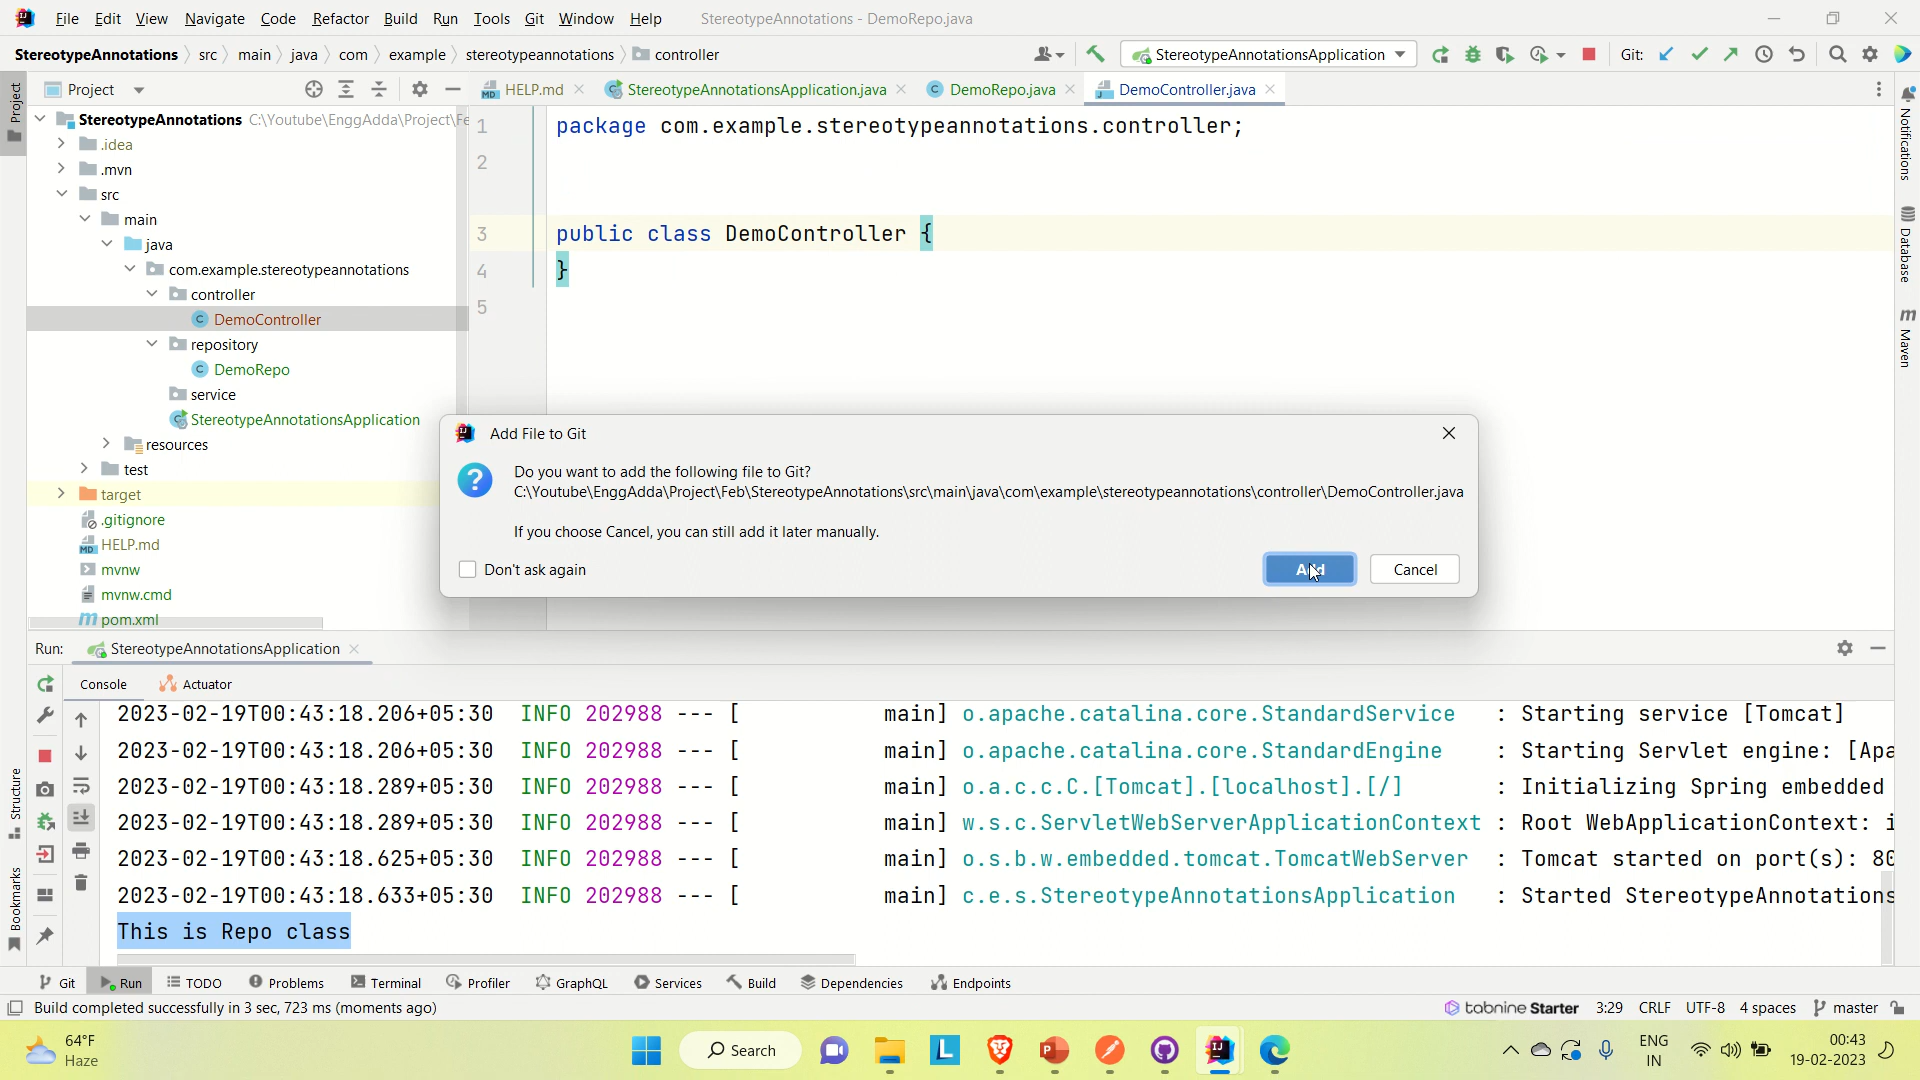 File Edit View Navigate Code Refactor Build Run Tools Git Window Help StereotypeAnnotations - DemoRepo.java
StereotypeAnnotations src main java com example stereotypeannotations controller StereotypeAnnotationsApplication Git:
Project HELP.md StereotypeAnnotationsApplication.java DemoRepo.java DemoController.java
Project
StereotypeAnnotations C:\Youtube\EnggAdda\Project\Fe
.idea
.mvn
src
main
java
com.example.stereotypeannotations
controller
DemoController
repository
DemoRepo
service
StereotypeAnnotationsApplication
resources
test
target
.gitignore
HELP.md
mvnw
mvnw.cmd
pom.xml
1 package com.example.stereotypeannotations.controller;
2
3 public class DemoController {
4 }
5
Notifications
Database
Maven
Add File to Git
Do you want to add the following file to Git?
C:\Youtube\EnggAdda\Project\Feb\StereotypeAnnotations\src\main\java\com\example\stereotypeannotations\controller\DemoController.java
If you choose Cancel, you can still add it later manually.
Don't ask again Add Cancel
Run: StereotypeAnnotationsApplication
Console Actuator
2023-02-19T00:43:18.206+05:30 INFO 202988 --- [ main] o.apache.catalina.core.StandardService : Starting service [Tomcat]
2023-02-19T00:43:18.206+05:30 INFO 202988 --- [ main] o.apache.catalina.core.StandardEngine : Starting Servlet engine: [Apa
2023-02-19T00:43:18.289+05:30 INFO 202988 --- [ main] o.a.c.c.C.[Tomcat].[localhost].[/] : Initializing Spring embedded
2023-02-19T00:43:18.289+05:30 INFO 202988 --- [ main] w.s.c.ServletWebServerApplicationContext : Root WebApplicationContext: i
2023-02-19T00:43:18.625+05:30 INFO 202988 --- [ main] o.s.b.w.embedded.tomcat.TomcatWebServer : Tomcat started on port(s): 80
2023-02-19T00:43:18.633+05:30 INFO 202988 --- [ main] c.e.s.StereotypeAnnotationsApplication : Started StereotypeAnnotations
This is Repo class
Structure
Bookmarks
Git Run TODO Problems Terminal Profiler GraphQL Services Build Dependencies Endpoints
Build completed successfully in 3 sec, 723 ms (moments ago) tabnine Starter 3:29 CRLF UTF-8 4 spaces master
64°F
Haze
Search
ENG
IN
00:43
19-02-2023